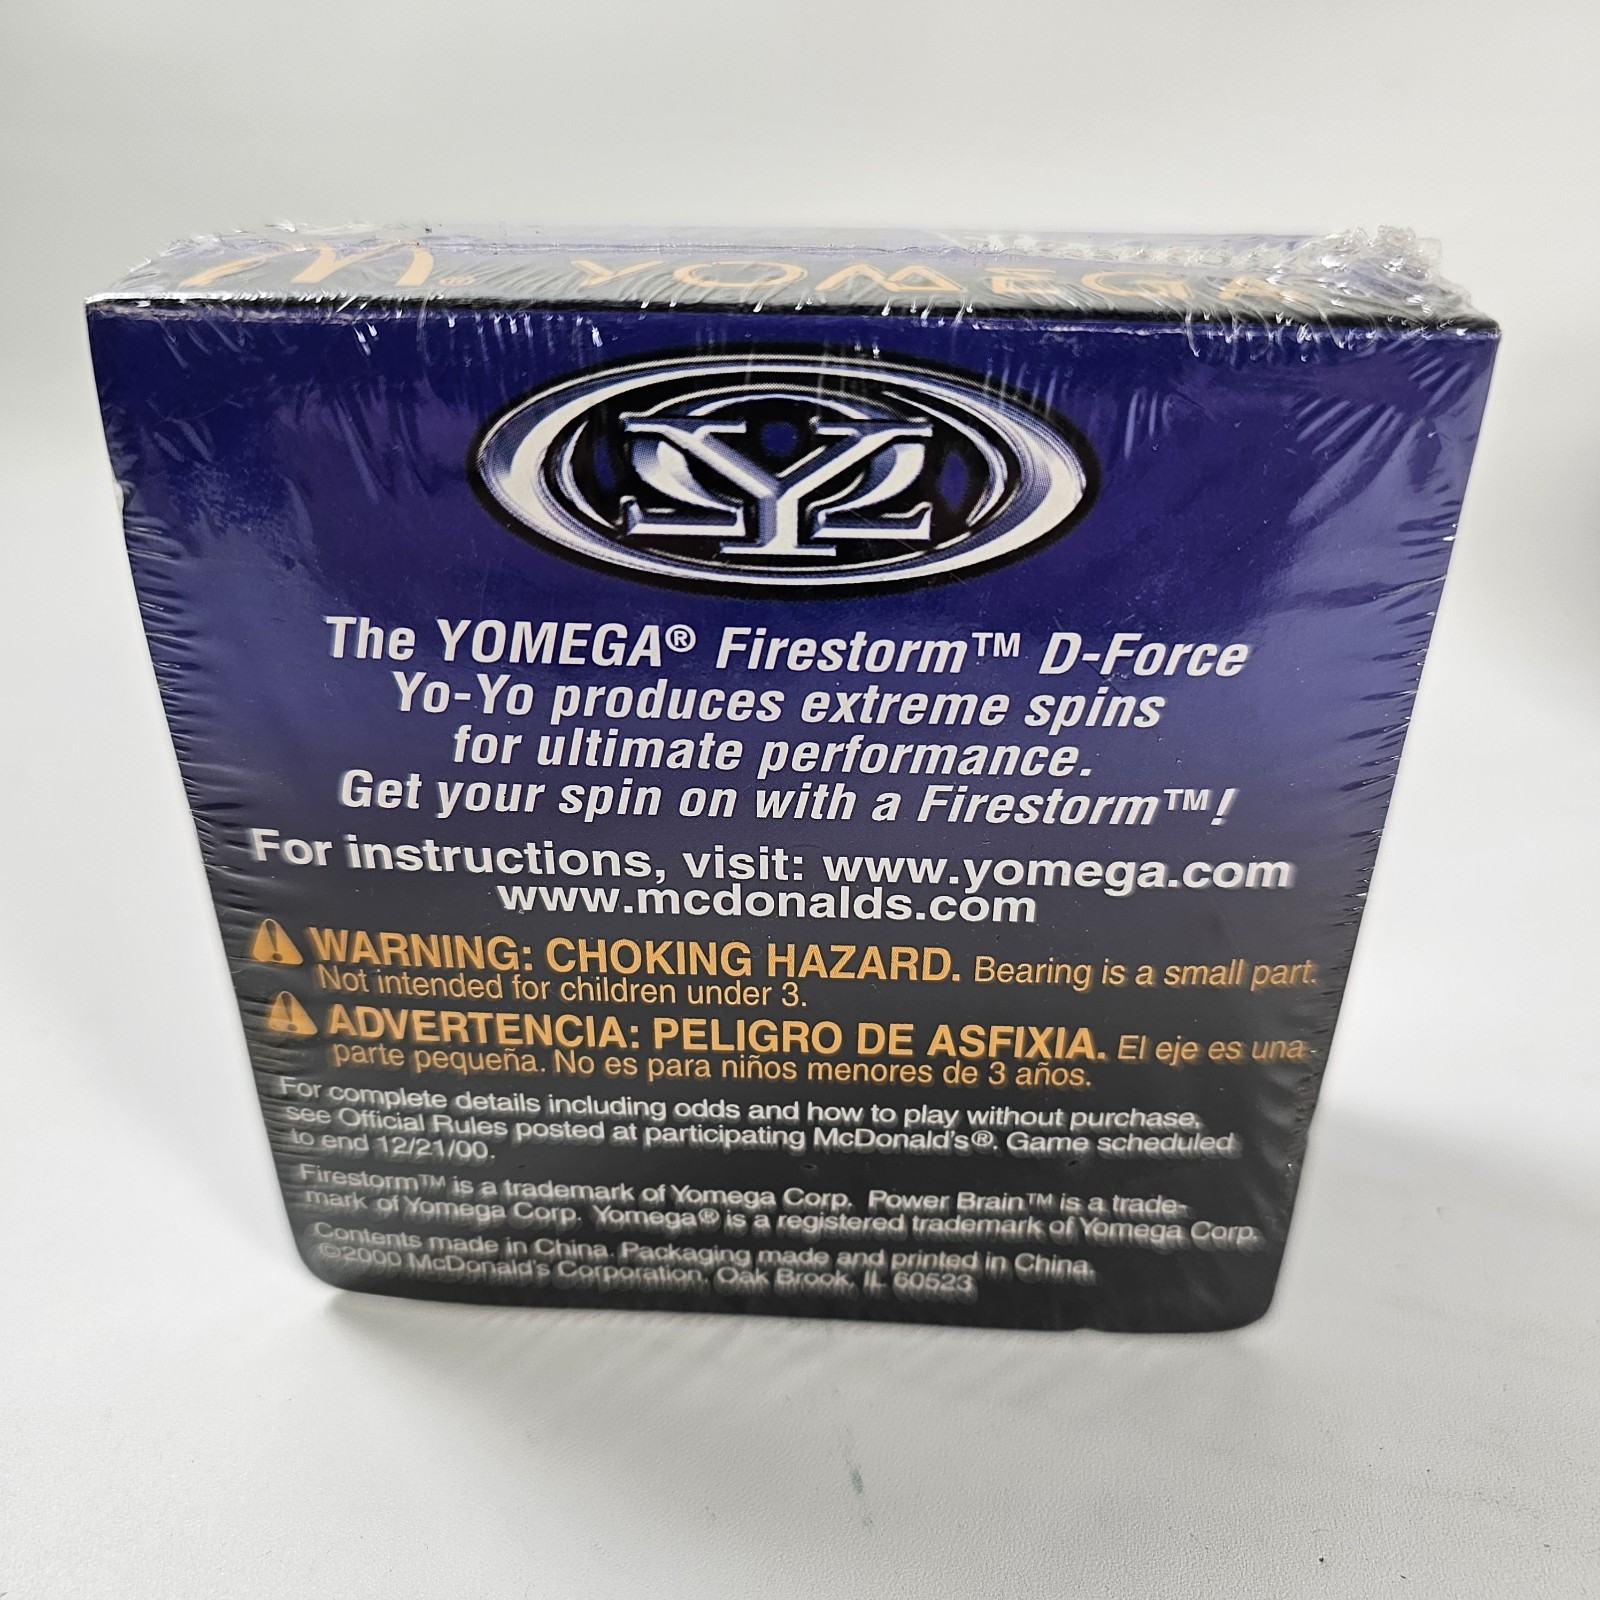 M® YOMEGA
Y
The YOMEGA® Firestorm™ D-Force
Yo-Yo produces extreme spins
for ultimate performance.
Get your spin on with a Firestorm™!
For instructions, visit: www.yomega.com
www.mcdonalds.com
WARNING: CHOKING HAZARD. Bearing is a small part.
Not intended for children under 3.
ADVERTENCIA: PELIGRO DE ASFIXIA. El eje es una
parte pequeña. No es para niños menores de 3 años.
For complete details including odds and how to play without purchase,
see Official Rules posted at participating McDonald's®. Game scheduled
to end 12/21/00.
Firestorm™ is a trademark of Yomega Corp. Power Brain™ is a trade-
mark of Yomega Corp. Yomega® is a registered trademark of Yomega Corp.
Contents made in China. Packaging made and printed in China.
©2000 McDonald's Corporation, Oak Brook, IL 60523